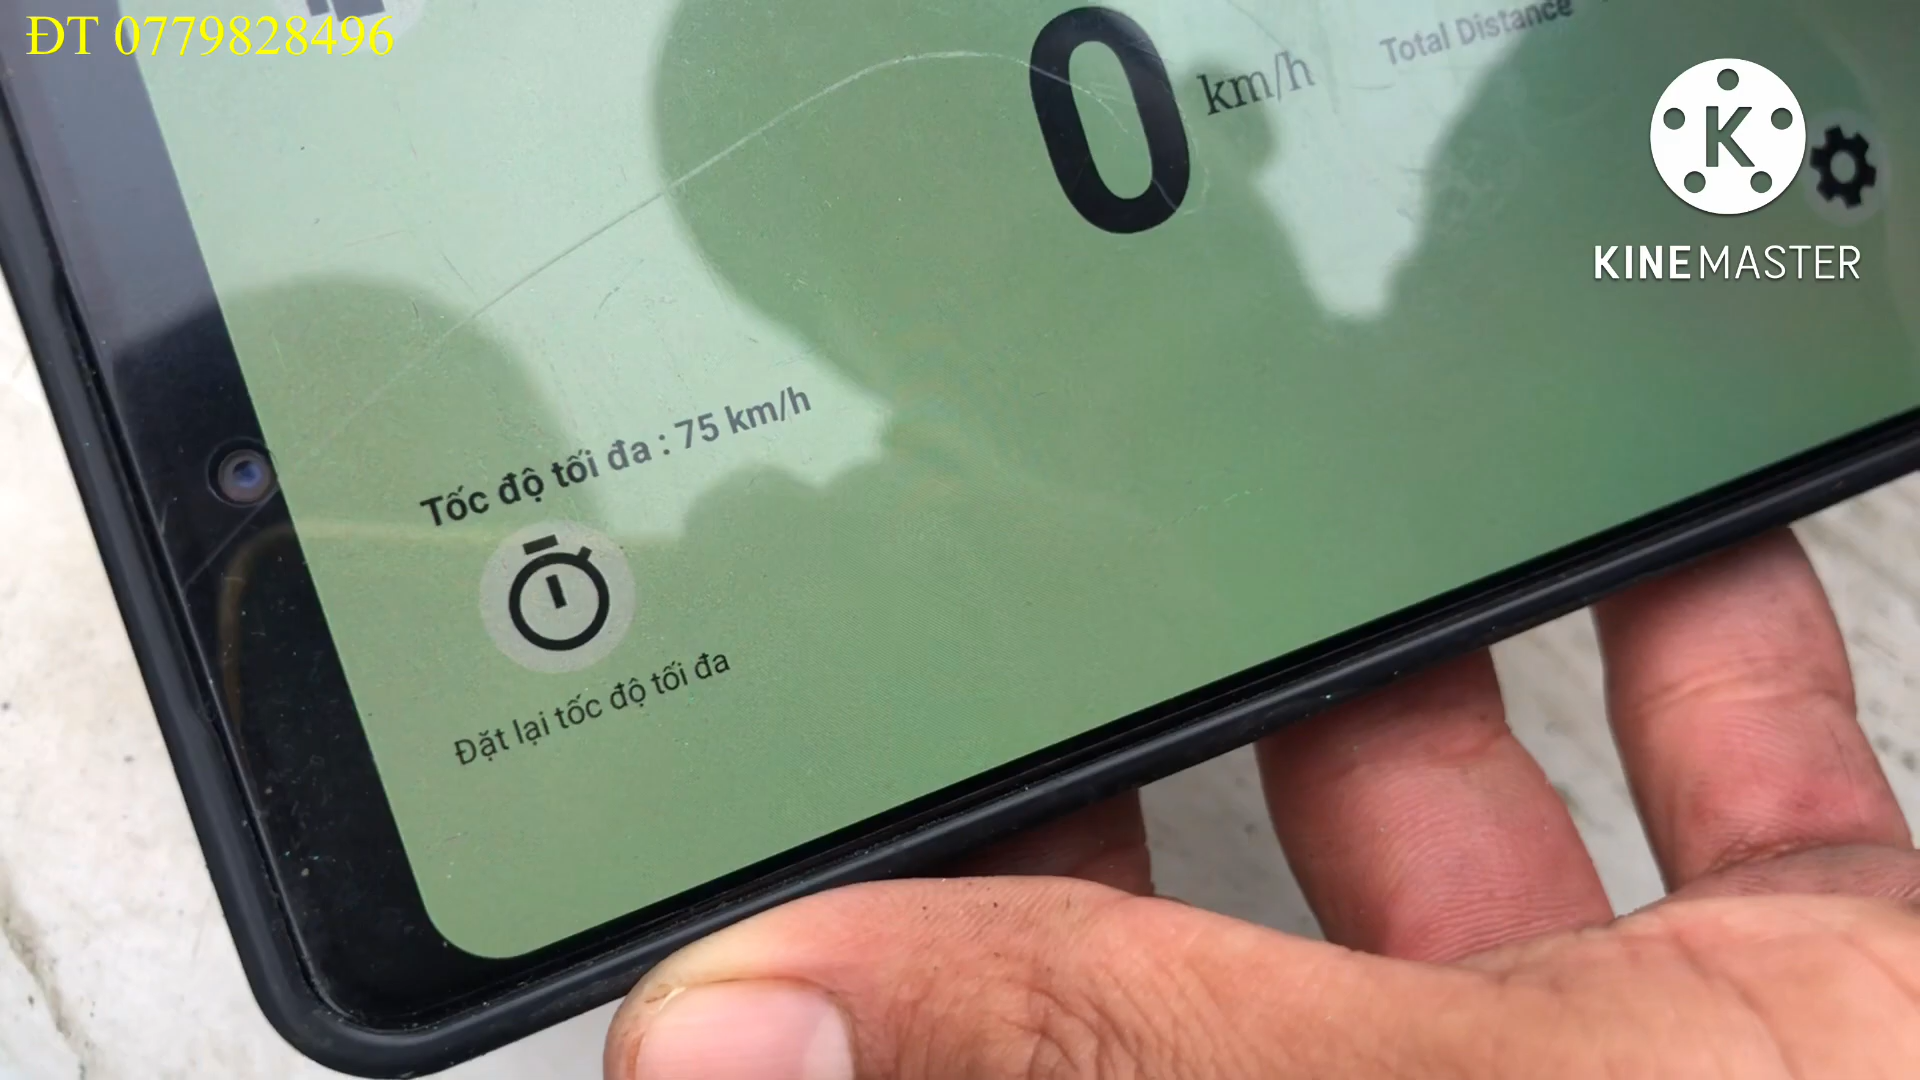 ĐT 0779828496
0 km/h
Total Distance
K
KINEMASTER
Tốc độ tối đa : 75 km/h
Đặt lại tốc độ tối đa